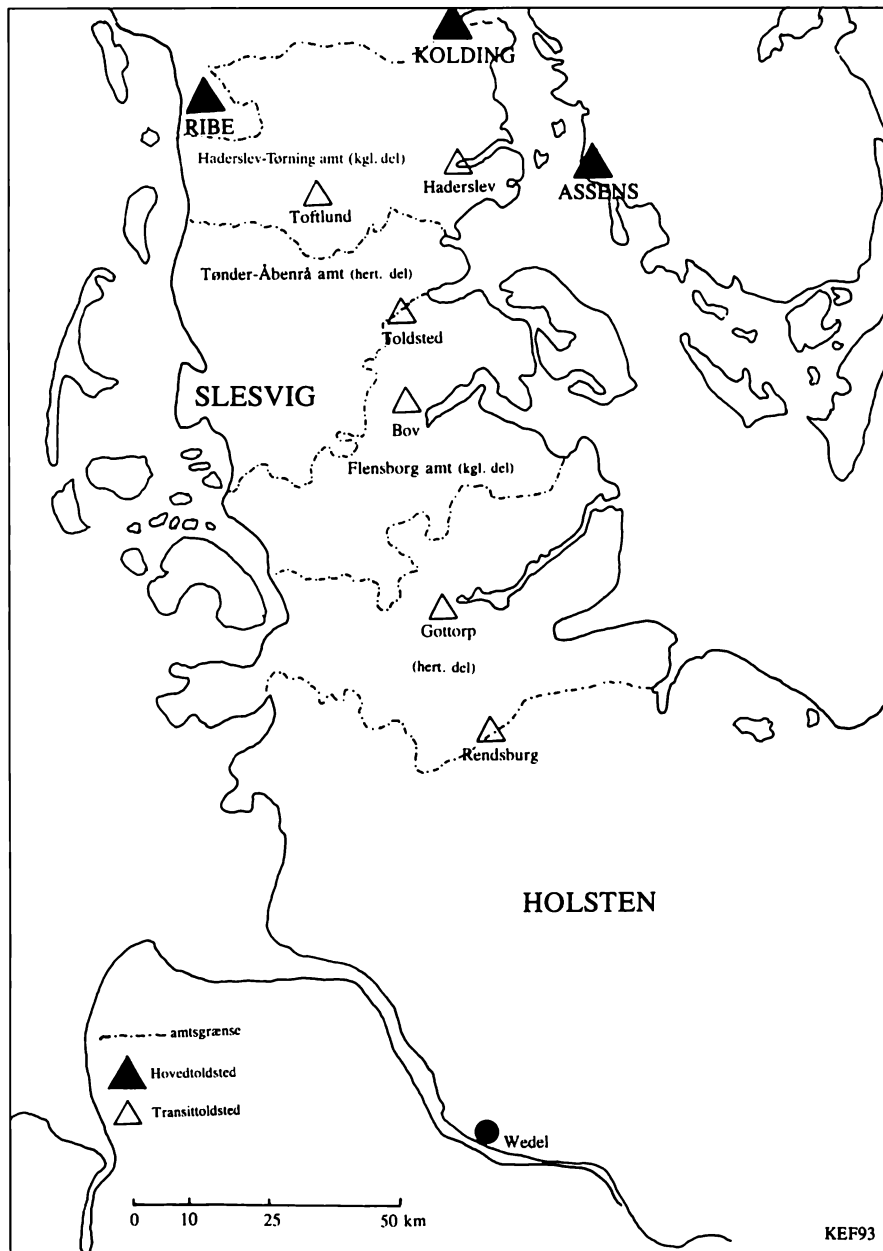 KOLDING
RIBE
Haderslev-Tørning amt (kgl. del)
Haderslev
ASSENS
Toftlund
Tønder-Åbenrå amt (hert. del)
Toldsted
SLESVIG
Bov
Flensborg amt (kgl. del)
Gottorp
(hert. del)
Rendsburg
HOLSTEN
amtsgrænse
Hovedtoldsted
Transittoldsted
Wedel
0 10 25 50 km
KEF93